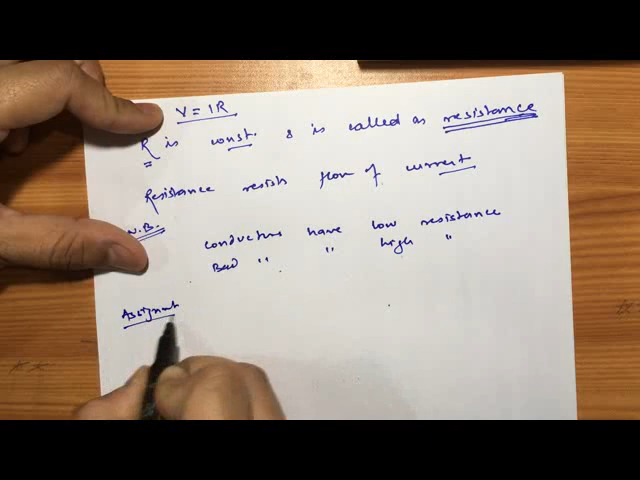 V = IR
R is const. & is called as resistance
Resistance resists flow of current
N.B.
Conductors have low resistance
Bad " " high "
Assignment